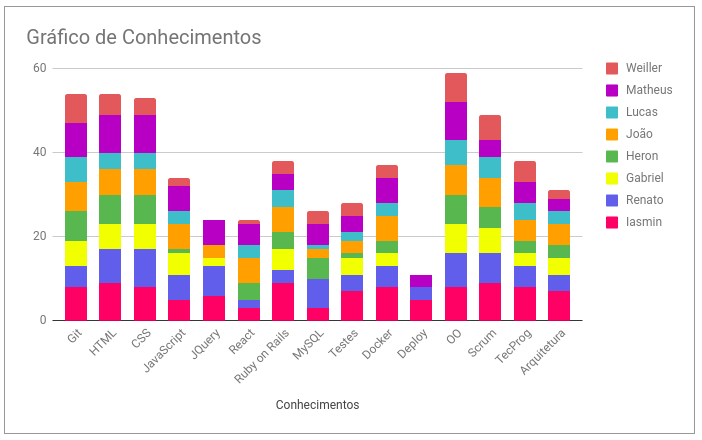 Gráfico de Conhecimentos
60
40
20
0
Weiller
Matheus
Lucas
João
Heron
Gabriel
Renato
Iasmin
Git
HTML
CSS
JavaScript
JQuery
React
Ruby on Rails
MySQL
Testes
Docker
Deploy
OO
Scrum
TecProg
Arquitetura
Conhecimentos